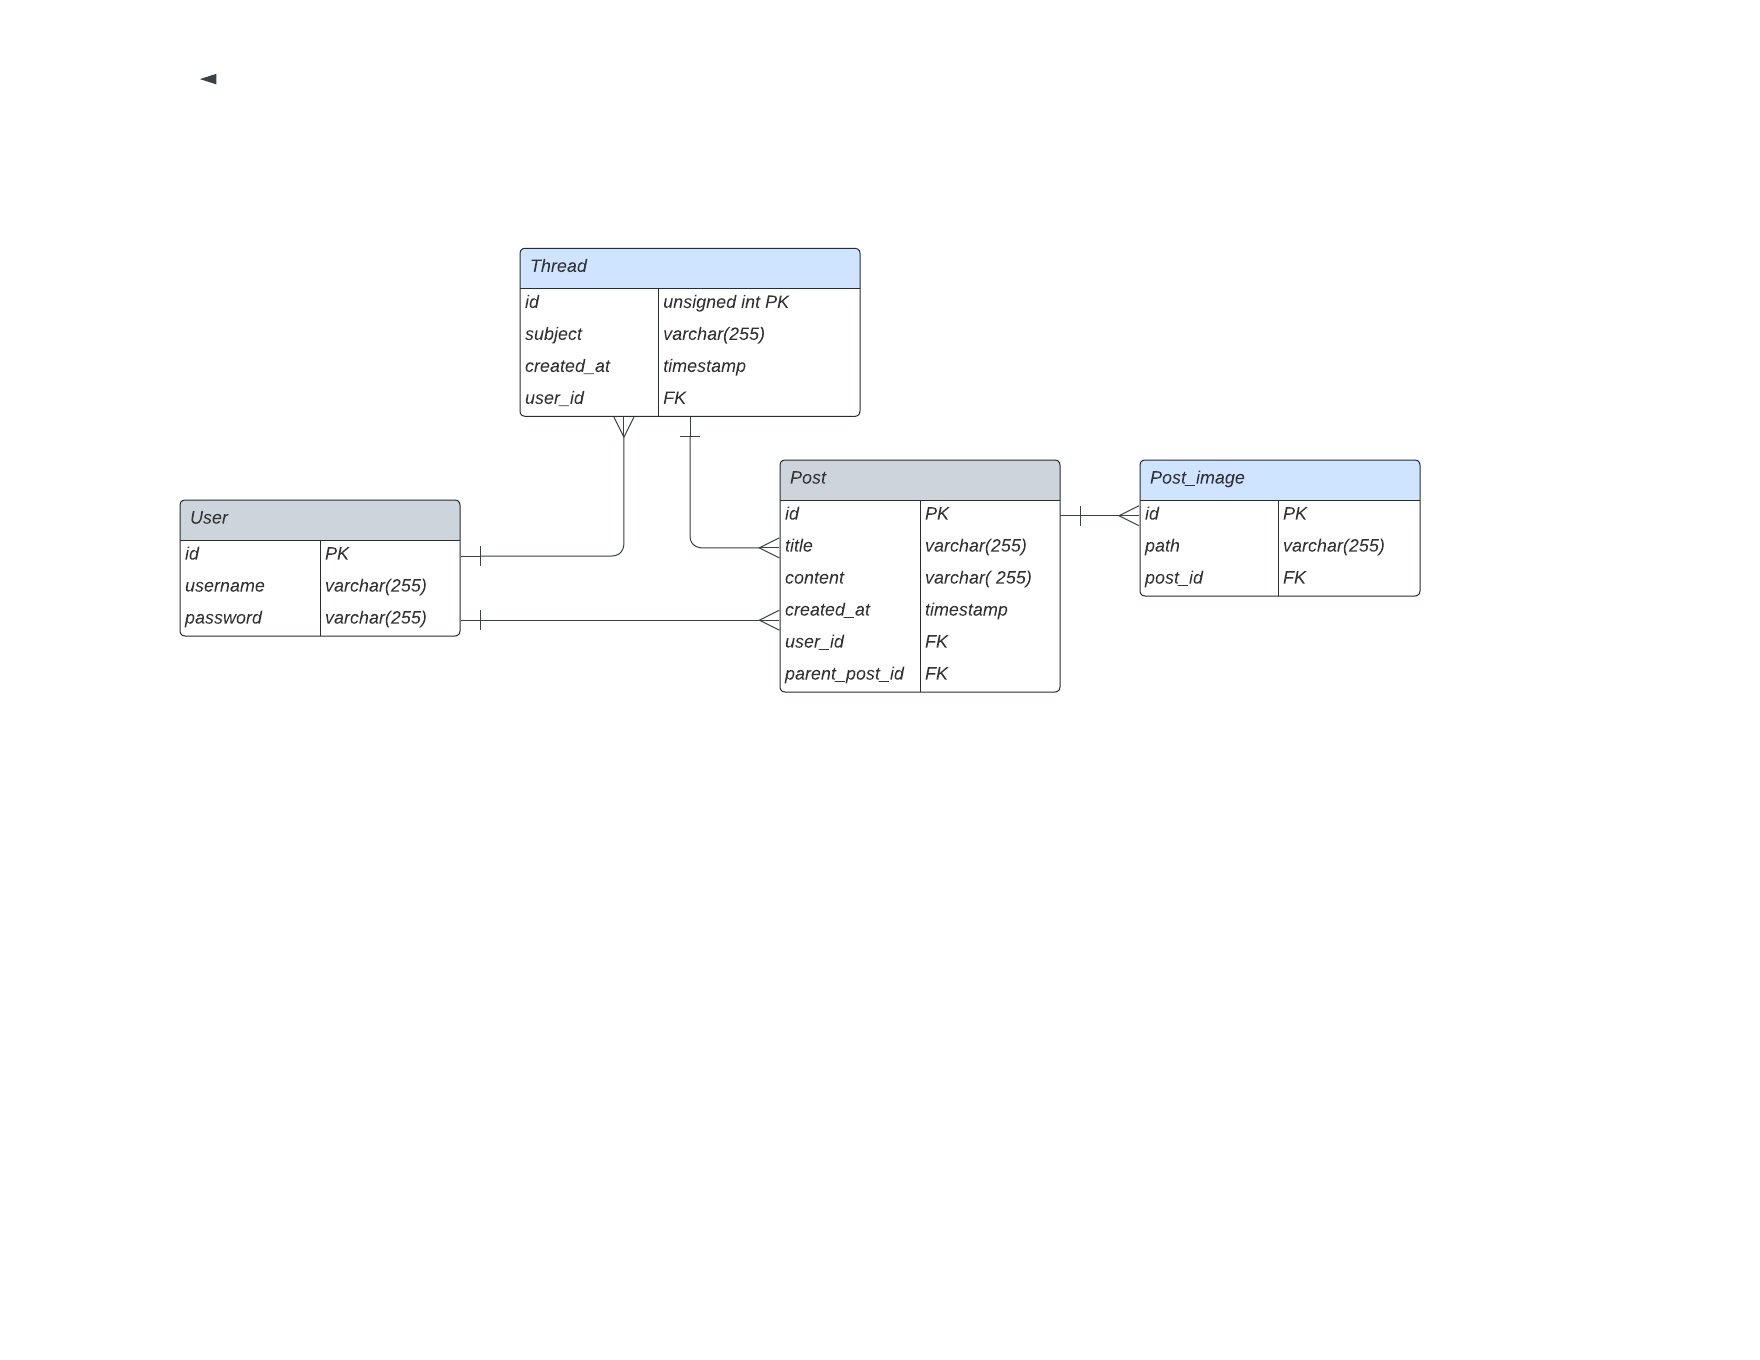 Thread
id unsigned int PK
subject varchar(255)
created_at timestamp
user_id FK
User
id PK
username varchar(255)
password varchar(255)
Post
id PK
title varchar(255)
content varchar( 255)
created_at timestamp
user_id FK
parent_post_id FK
Post_image
id PK
path varchar(255)
post_id FK